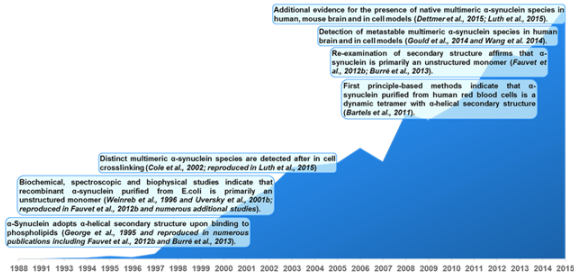 Additional evidence for the presence of native multimeric α-synuclein species in
human, mouse brain and in cell models (Dettmer et al., 2015; Luth et al., 2015).
Detection of metastable multimeric α-synuclein species in human
brain and in cell models (Gould et al., 2014 and Wang et al. 2014).
Re-examination of secondary structure affirms that α-
synuclein is primarily an unstructured monomer (Fauvet et
al., 2012b; Burré et al., 2013).
First principle-based methods indicate that α-
synuclein purified from human red blood cells is a
dynamic tetramer with α-helical secondary structure
(Bartels et al., 2011).
Distinct multimeric α-synuclein species are detected after in cell
crosslinking (Cole et al., 2002; reproduced in Luth et al., 2015)
Biochemical, spectroscopic and biophysical studies indicate that
recombinant α-synuclein purified from E.coli is primarily an
unstructured monomer (Weinreb et al., 1996 and Uversky et al., 2001b;
reproduced in Fauvet et al., 2012b and numerous additional studies).
α-Synuclein adopts α-helical secondary structure upon binding to
phospholipids (George et al., 1995 and reproduced in numerous
publications including Fauvet et al., 2012b and Burré et al., 2013).
1988 1991 1993 1994 1995 1996 1997 1998 1999 2000 2001 2002 2003 2004 2005 2006 2007 2008 2009 2010 2011 2012 2013 2014 2015